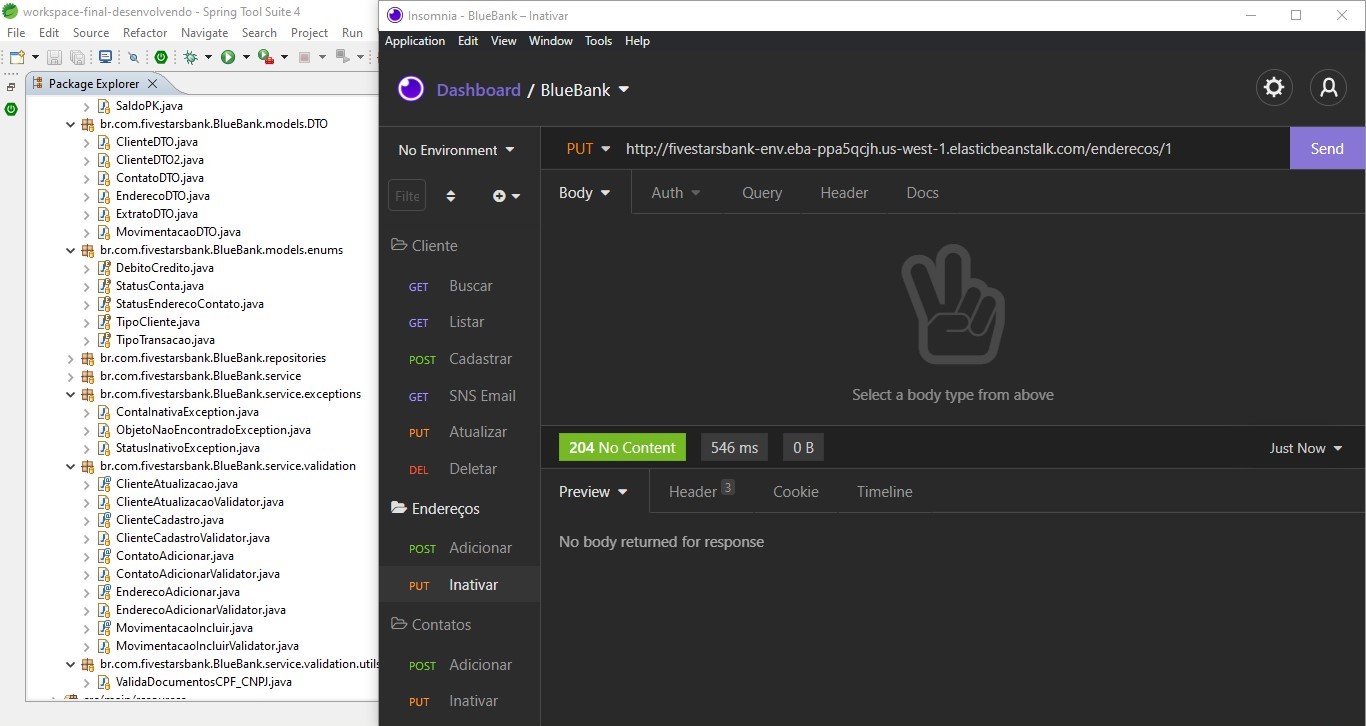 workspace-final-desenvolvendo - Spring Tool Suite 4
File Edit Source Refactor Navigate Search Project Run
Package Explorer
SaldoPK.java
br.com.fivestarsbank.BlueBank.models.DTO
ClienteDTO.java
ClienteDTO2.java
ContatoDTO.java
EnderecoDTO.java
ExtratoDTO.java
MovimentacaoDTO.java
br.com.fivestarsbank.BlueBank.models.enums
DebitoCredito.java
StatusConta.java
StatusEnderecoContato.java
TipoCliente.java
TipoTransacao.java
br.com.fivestarsbank.BlueBank.repositories
br.com.fivestarsbank.BlueBank.service
br.com.fivestarsbank.BlueBank.service.exceptions
ContaInativaException.java
ObjetoNaoEncontradoException.java
StatusInativoException.java
br.com.fivestarsbank.BlueBank.service.validation
ClienteAtualizacao.java
ClienteAtualizacaoValidator.java
ClienteCadastro.java
ClienteCadastroValidator.java
ContatoAdicionar.java
ContatoAdicionarValidator.java
EnderecoAdicionar.java
EnderecoAdicionarValidator.java
MovimentacaoIncluir.java
MovimentacaoIncluirValidator.java
br.com.fivestarsbank.BlueBank.service.validation.utils
ValidaDocumentosCPF_CNPJ.java
src/main/resources
Insomnia - BlueBank – Inativar
Application Edit View Window Tools Help
Dashboard / BlueBank
No Environment
Filte
Cliente
GET Buscar
GET Listar
POST Cadastrar
GET SNS Email
PUT Atualizar
DEL Deletar
Endereços
POST Adicionar
PUT Inativar
Contatos
POST Adicionar
PUT Inativar
PUT http://fivestarsbank-env.eba-ppa5qcjh.us-west-1.elasticbeanstalk.com/enderecos/1 Send
Body Auth Query Header Docs
Select a body type from above
204 No Content 546 ms 0 B Just Now
Preview Header 3 Cookie Timeline
No body returned for response